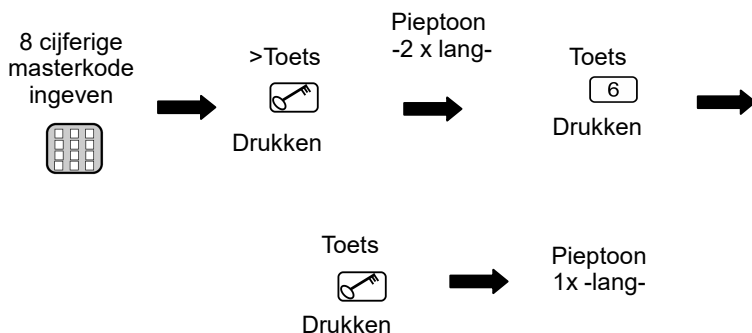 8 cijferige
masterkode
ingeven
>Toets
Drukken
Pieptoon
-2 x lang-
Toets
6
Drukken
Toets
Drukken
Pieptoon
1x -lang-